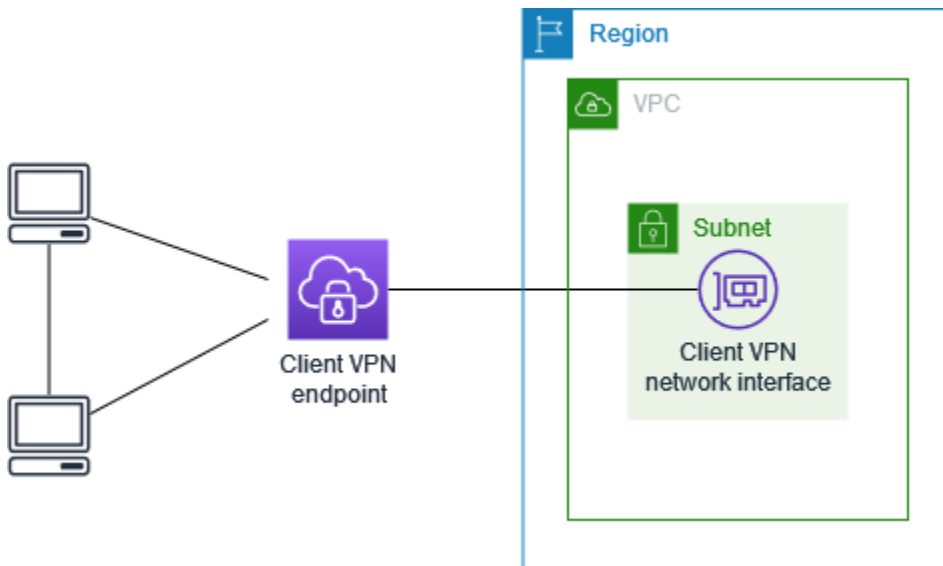 Region
VPC
Subnet
Client VPN
endpoint
Client VPN
network interface